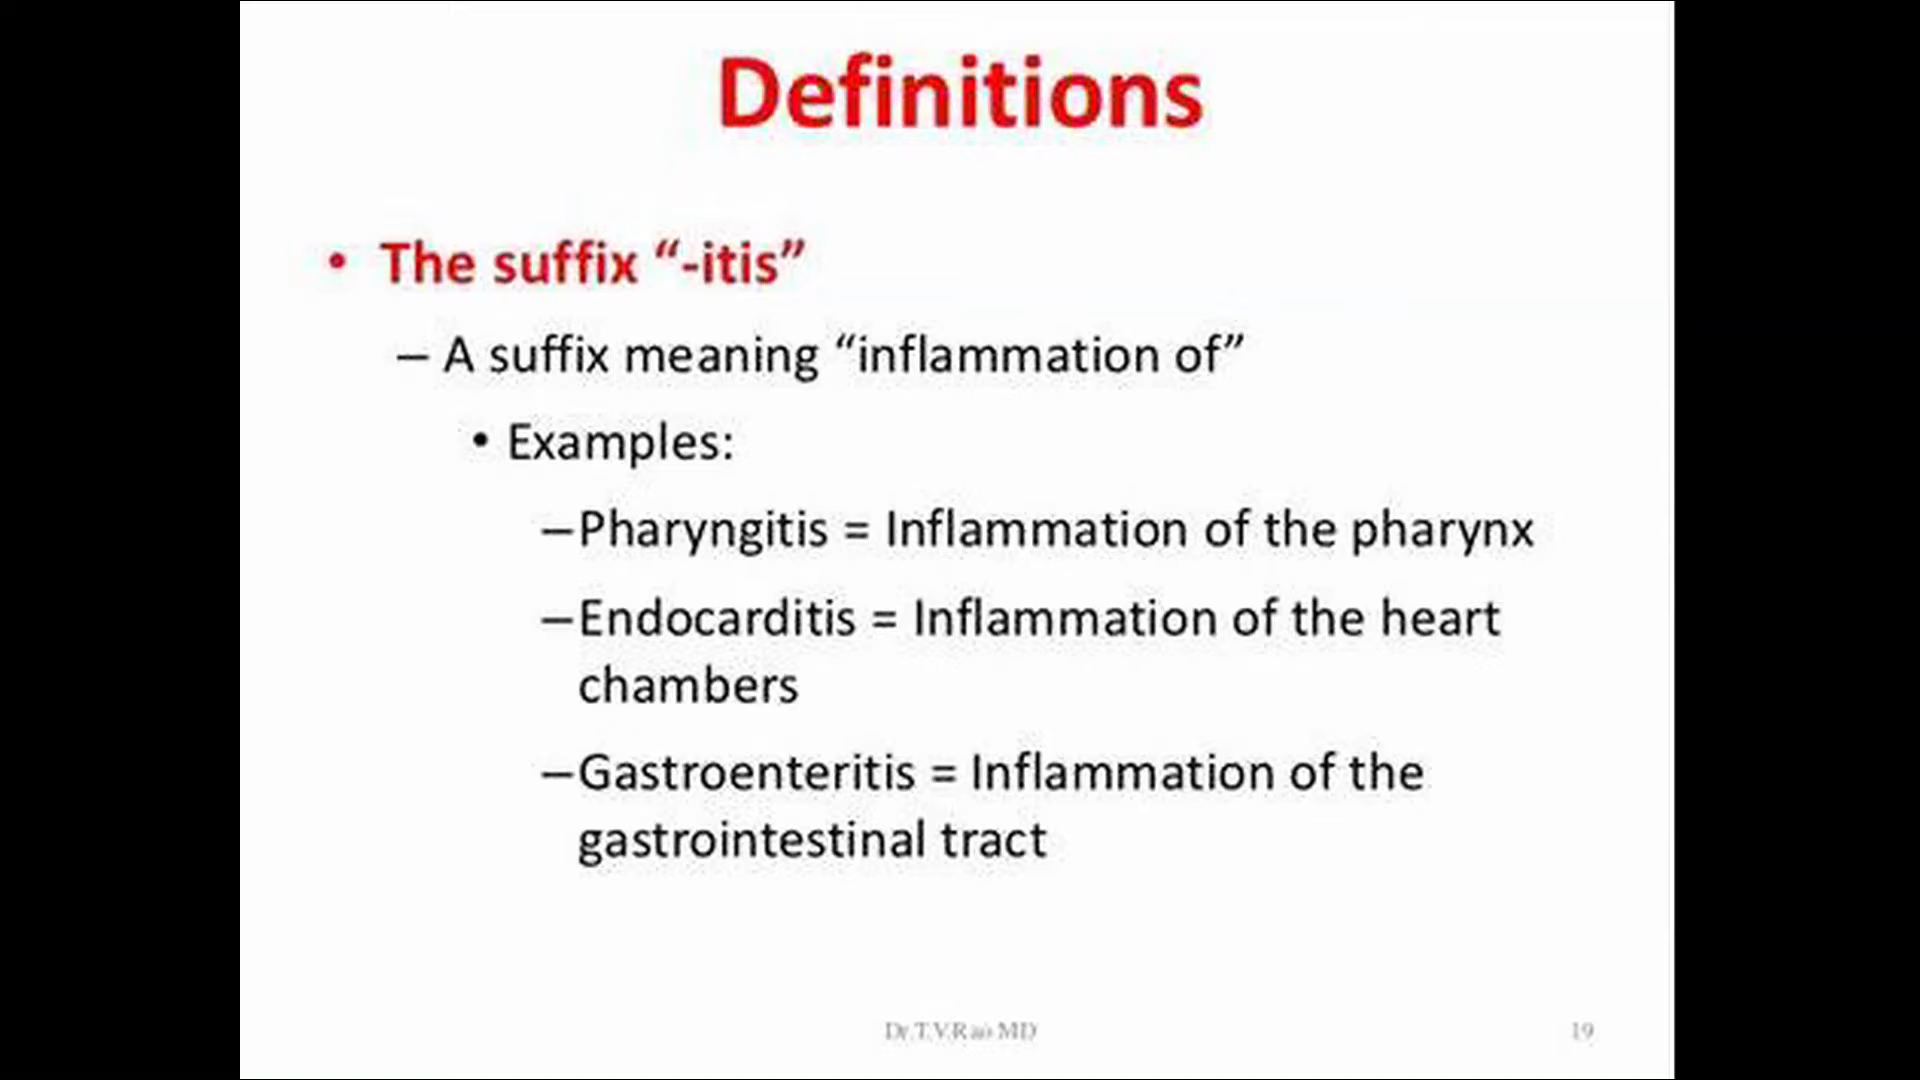 Definitions
• The suffix “-itis”
– A suffix meaning “inflammation of”
• Examples:
–Pharyngitis = Inflammation of the pharynx
–Endocarditis = Inflammation of the heart
chambers
–Gastroenteritis = Inflammation of the
gastrointestinal tract
Dr.T.V.Rao MD
19